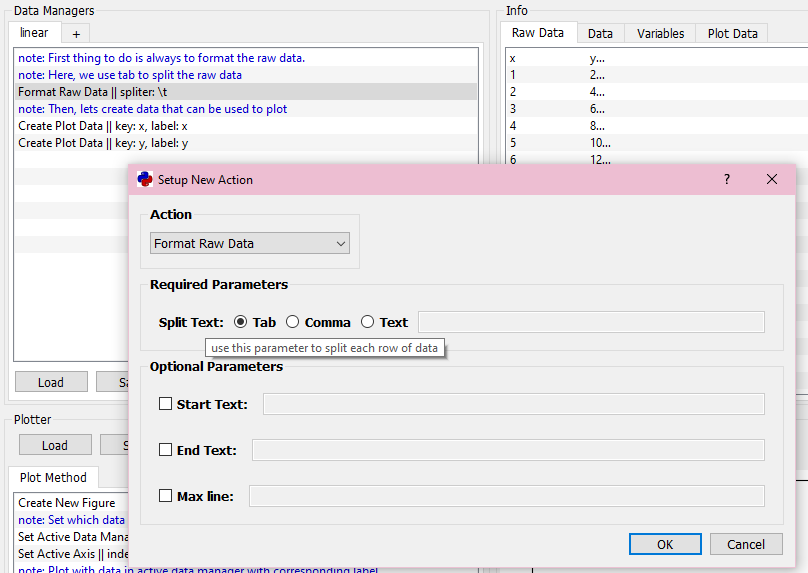 Data Managers
linear
+
note: First thing to do is always to format the raw data.
note: Here, we use tab to split the raw data
Format Raw Data || spliter: \t
note: Then, lets create data that can be used to plot
Create Plot Data || key: x, label: x
Create Plot Data || key: y, label: y
Load
Info
Raw Data Data Variables Plot Data
x y...
1 2...
2 4...
3 6...
4 8...
5 10...
6 12...
Setup New Action
?
Action
Format Raw Data
Required Parameters
Split Text: Tab Comma Text
use this parameter to split each row of data
Optional Parameters
Start Text:
End Text:
Max line:
OK Cancel
Plotter
Load
Plot Method
Create New Figure
note: Set which data
Set Active Data Mana
Set Active Axis || inde
note: Plot with data in active data manager with corresponding label